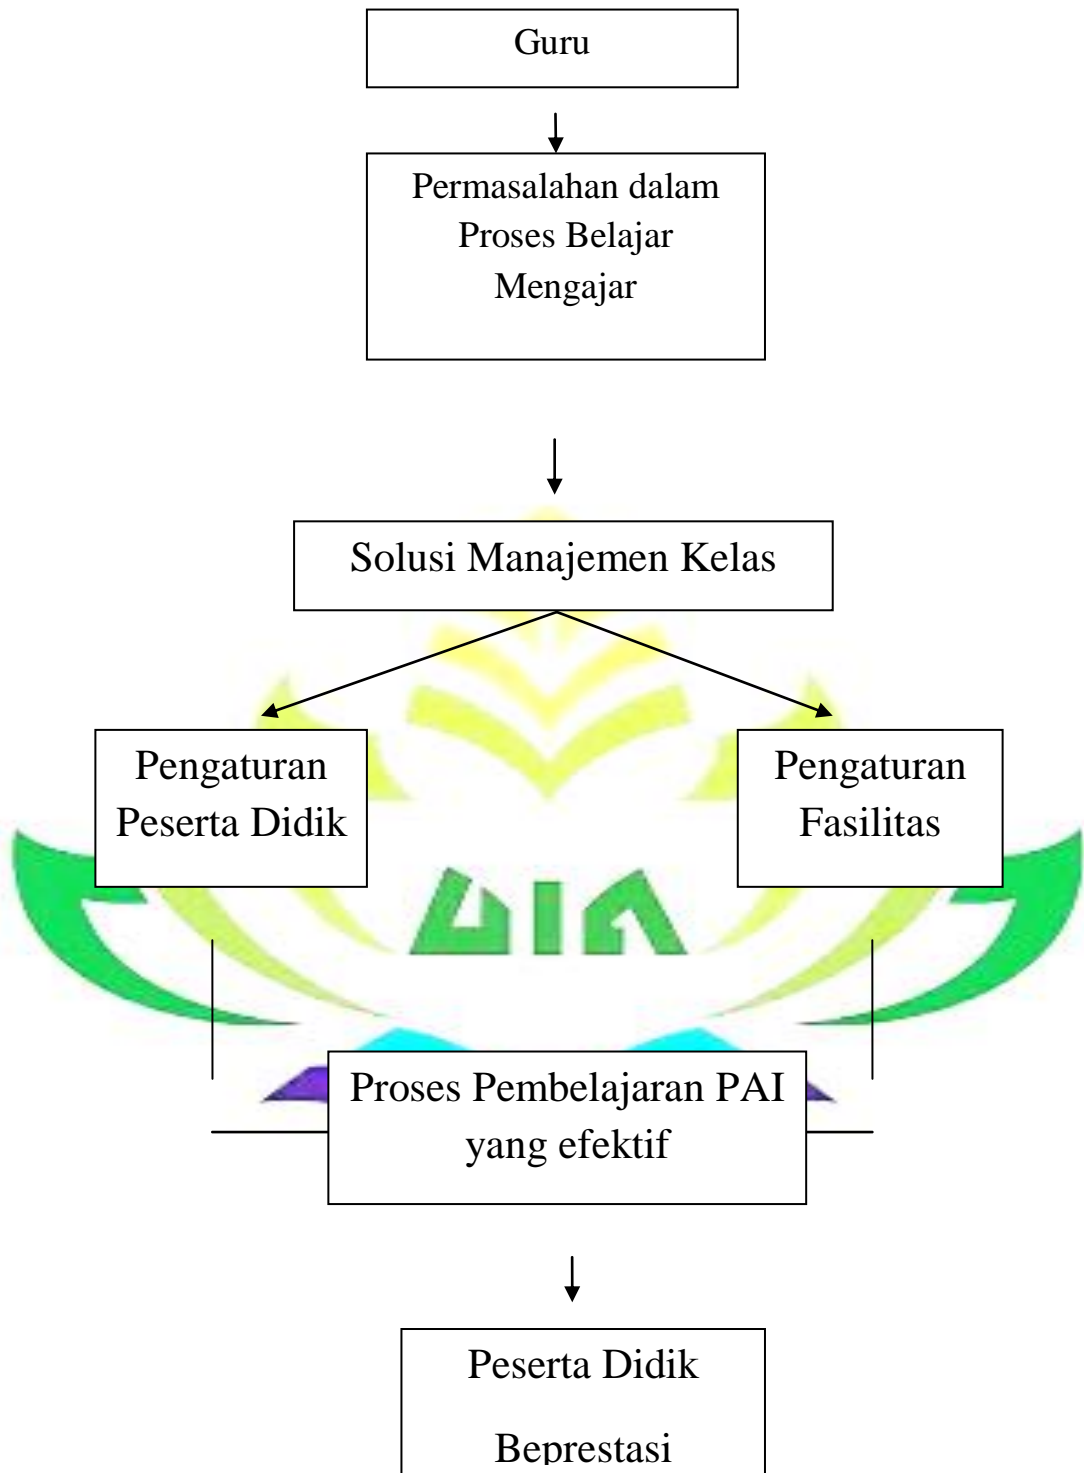 Guru
Permasalahan dalam
Proses Belajar
Mengajar
Solusi Manajemen Kelas
Pengaturan
Peserta Didik
Pengaturan
Fasilitas
UIN
Proses Pembelajaran PAI
yang efektif
Peserta Didik
Beprestasi